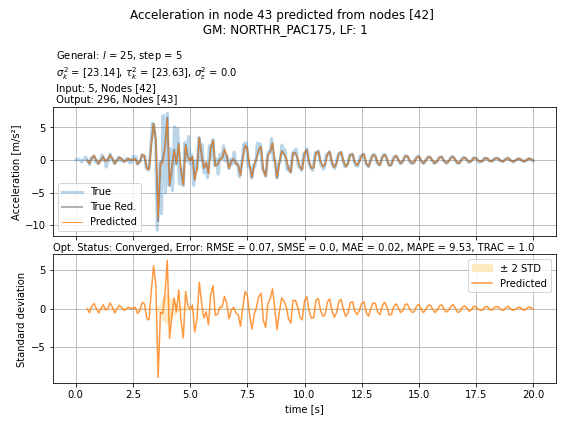 Acceleration in node 43 predicted from nodes [42]
GM: NORTHR_PAC175, LF: 1
General: l = 25, step = 5
σ²ₖ = [23.14], τ²ₖ = [23.63], σ²ε = 0.0
Input: 5, Nodes [42]
Output: 296, Nodes [43]
Acceleration [m/s²]
5
0
−5
−10
True
True Red.
Predicted
Opt. Status: Converged, Error: RMSE = 0.07, SMSE = 0.0, MAE = 0.02, MAPE = 9.53, TRAC = 1.0
Standard deviation
5
0
−5
± 2 STD
Predicted
0.0 2.5 5.0 7.5 10.0 12.5 15.0 17.5 20.0
time [s]